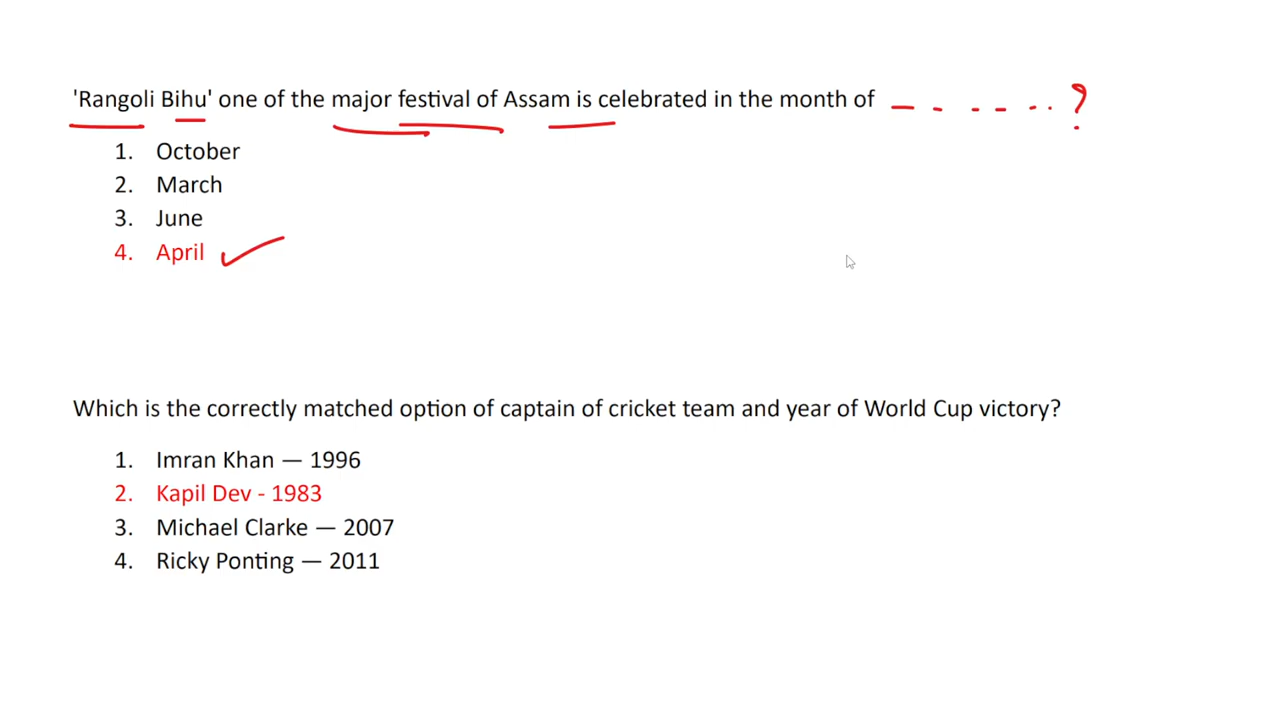 'Rangoli Bihu' one of the major festival of Assam is celebrated in the month of _ _ _ _ _ . ?
1. October
2. March
3. June
4. April
Which is the correctly matched option of captain of cricket team and year of World Cup victory?
1. Imran Khan — 1996
2. Kapil Dev - 1983
3. Michael Clarke — 2007
4. Ricky Ponting — 2011